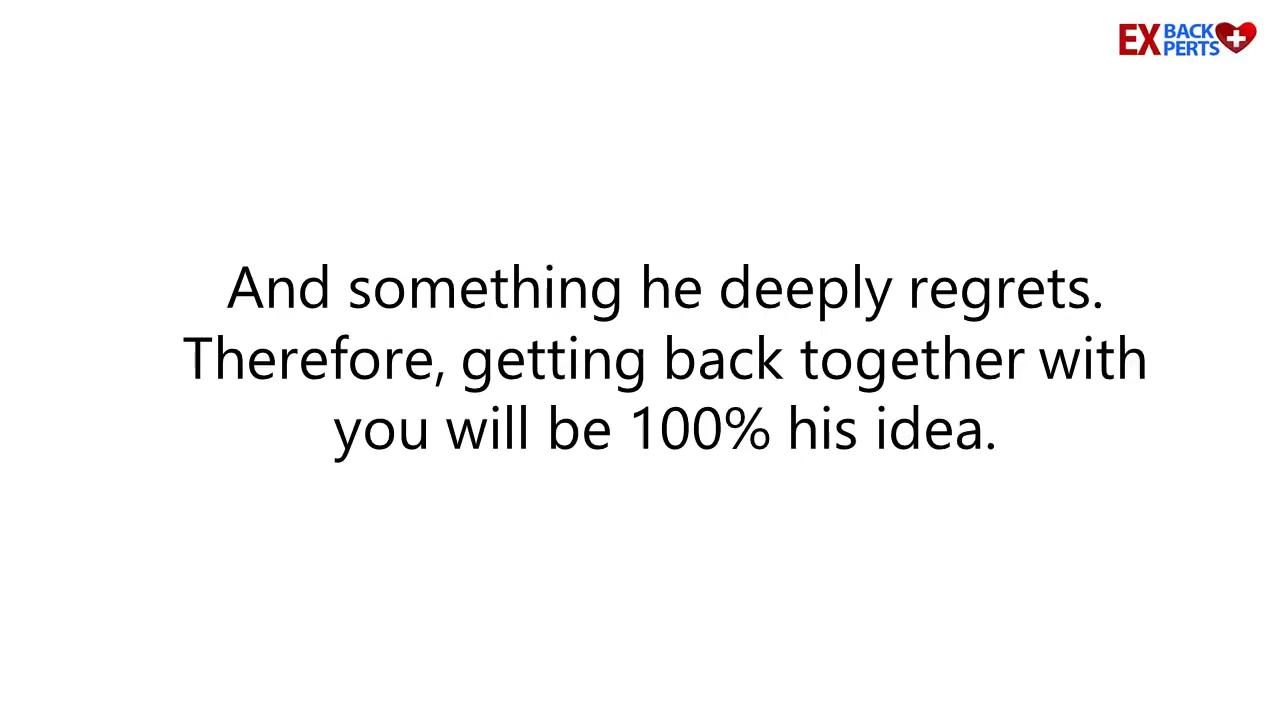 EX BACK
PERTS
And something he deeply regrets.
Therefore, getting back together with
you will be 100% his idea.